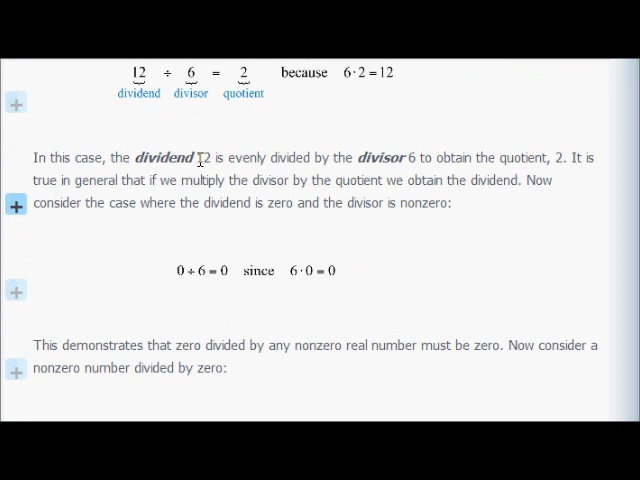 12 ÷ 6 = 2 because 6·2=12
dividend divisor quotient
In this case, the dividend 12 is evenly divided by the divisor 6 to obtain the quotient, 2. It is
true in general that if we multiply the divisor by the quotient we obtain the dividend. Now
consider the case where the dividend is zero and the divisor is nonzero:
0÷6=0 since 6·0=0
This demonstrates that zero divided by any nonzero real number must be zero. Now consider a
nonzero number divided by zero: